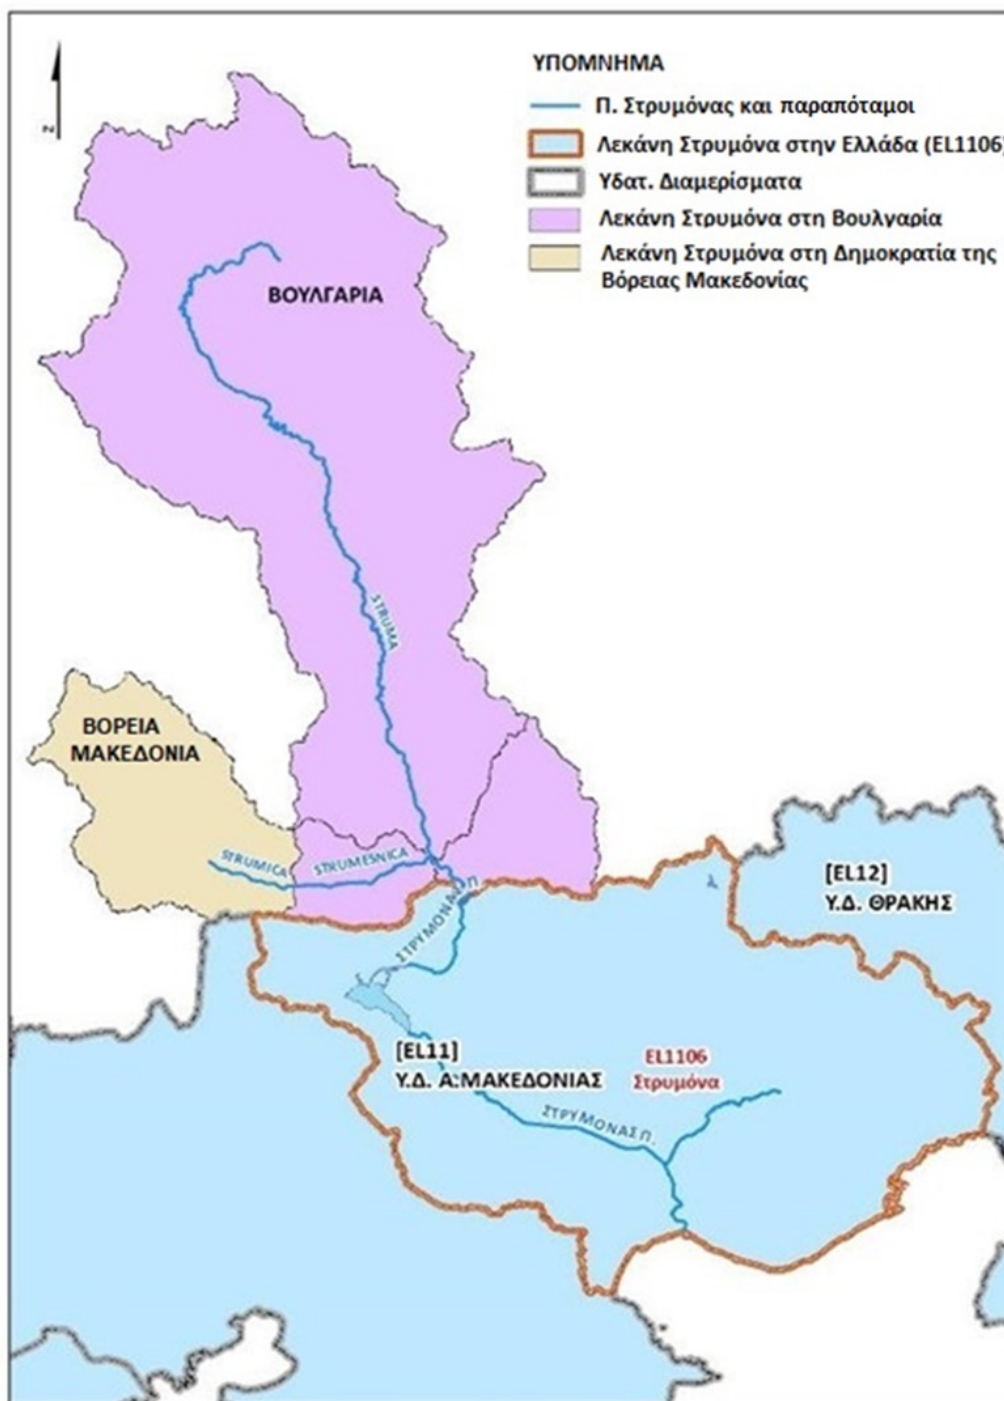 ΥΠΟΜΝΗΜΑ
Π. Στρυμόνας και παραπόταμοι
Λεκάνη Στρυμόνα στην Ελλάδα (EL1106)
Υδατ. Διαμερίσματα
Λεκάνη Στρυμόνα στη Βουλγαρία
Λεκάνη Στρυμόνα στη Δημοκρατία της
Βόρειας Μακεδονίας
Z
ΒΟΥΛΓΑΡΙΑ
STRUMA
ΒΟΡΕΙΑ
ΜΑΚΕΔΟΝΙΑ
STRUMICA
STRUMESNICA
ΣΤΡΥΜΟΝΑΣ Π.
[EL12]
Υ.Δ. ΘΡΑΚΗΣ
[EL11]
Υ.Δ. Α.ΜΑΚΕΔΟΝΙΑΣ
EL1106
Στρυμόνα
ΣΤΡΥΜΟΝΑΣ Π.